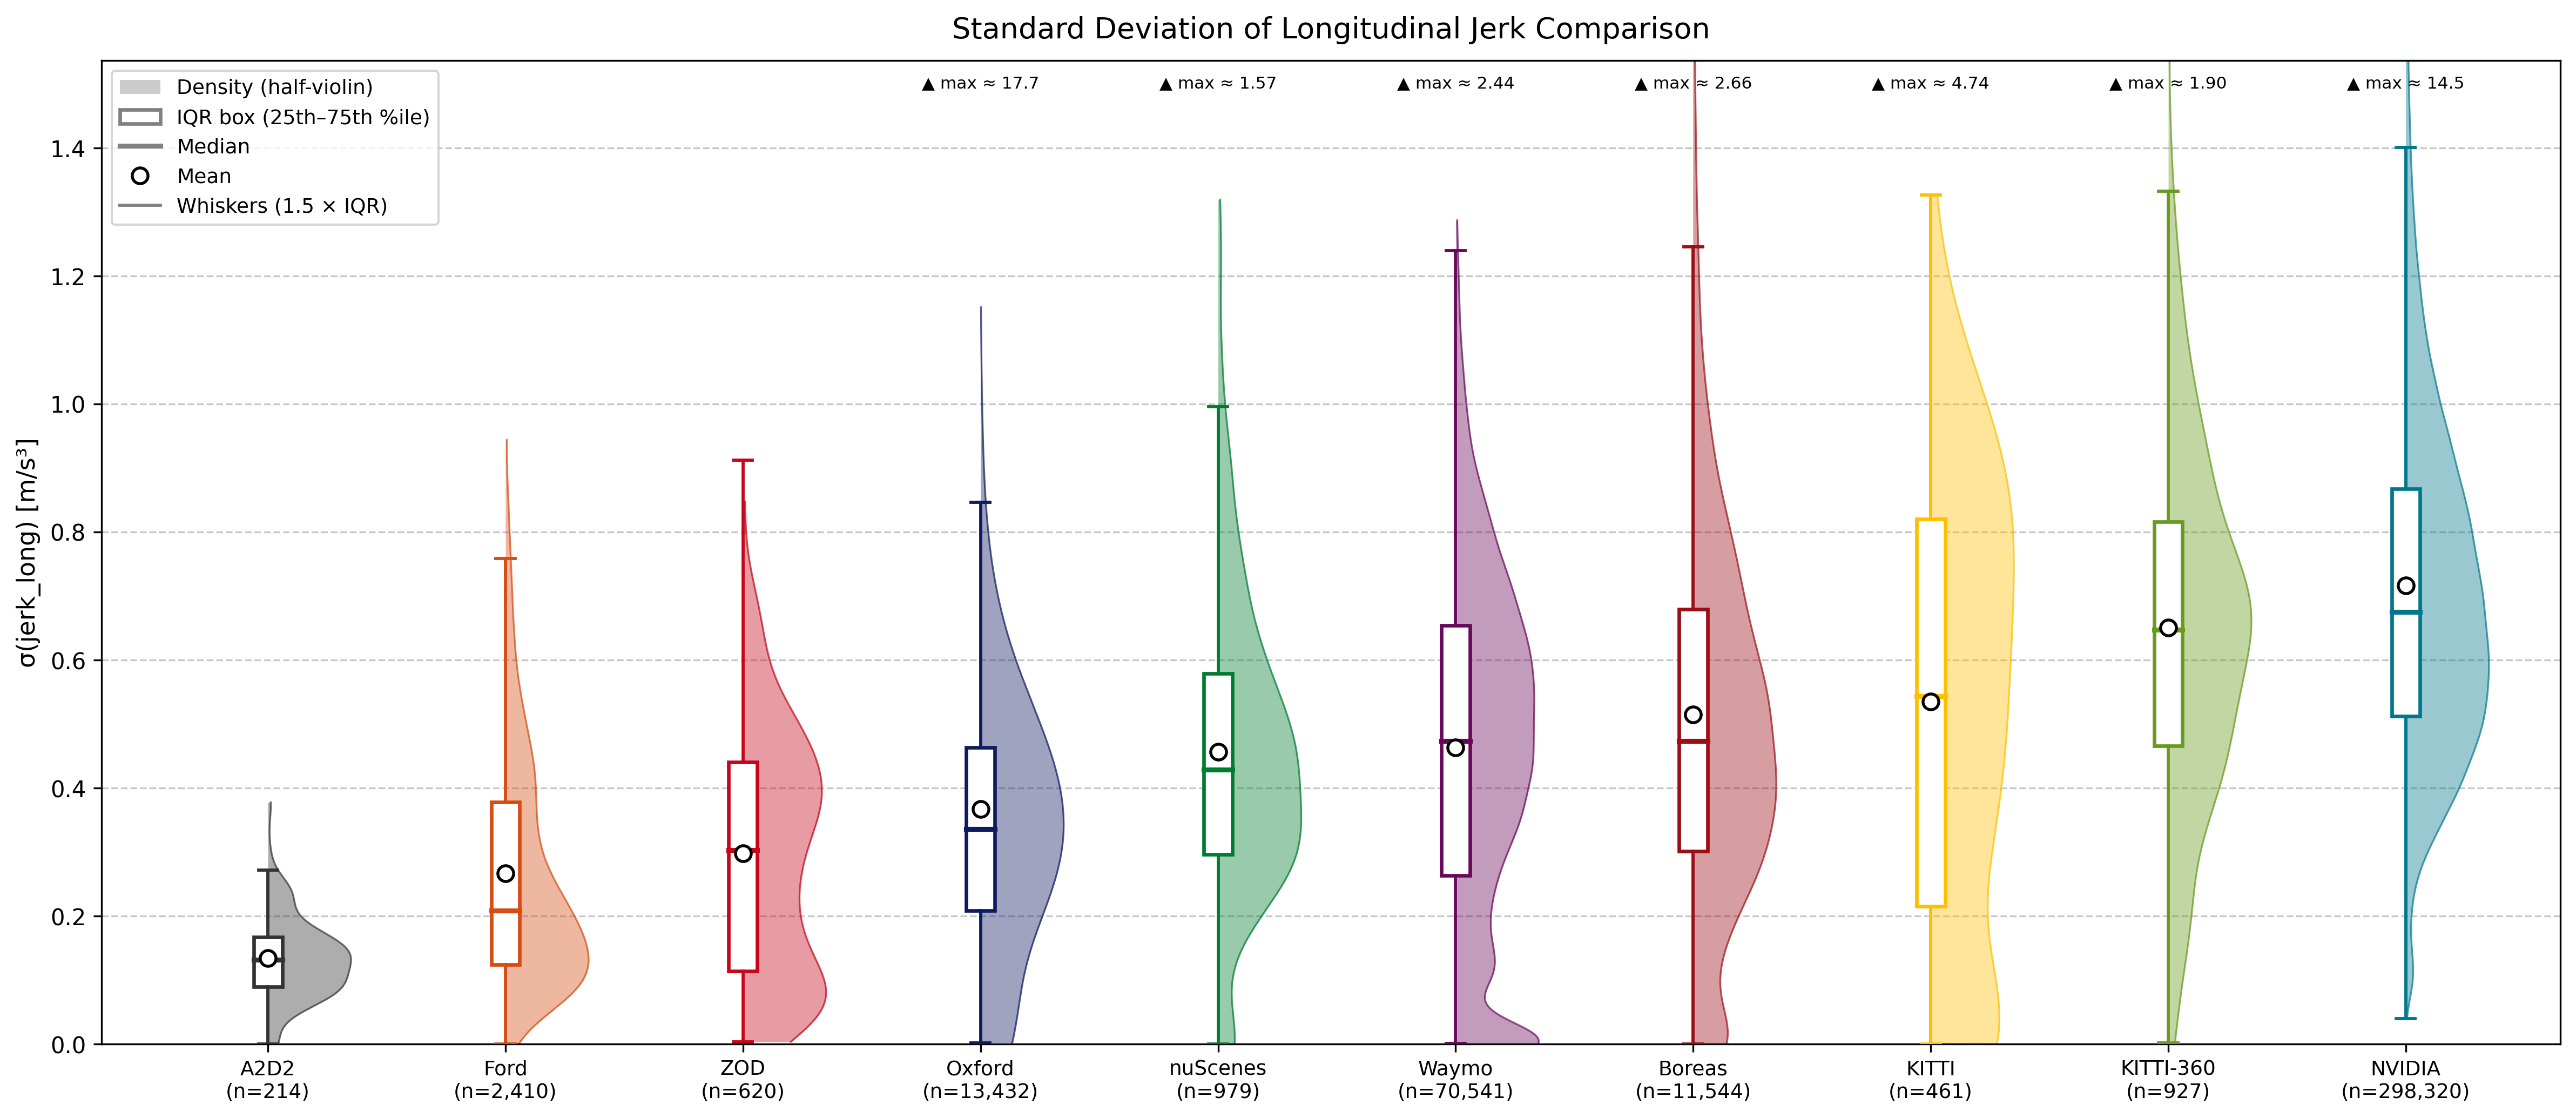 Standard Deviation of Longitudinal Jerk Comparison
Density (half-violin)
IQR box (25th–75th %ile)
Median
Mean
Whiskers (1.5 × IQR)
▲ max ≈ 17.7
▲ max ≈ 1.57
▲ max ≈ 2.44
▲ max ≈ 2.66
▲ max ≈ 4.74
▲ max ≈ 1.90
▲ max ≈ 14.5
σ(jerk_long) [m/s³]
1.4
1.2
1.0
0.8
0.6
0.4
0.2
0.0
A2D2
(n=214)
Ford
(n=2,410)
ZOD
(n=620)
Oxford
(n=13,432)
nuScenes
(n=979)
Waymo
(n=70,541)
Boreas
(n=11,544)
KITTI
(n=461)
KITTI-360
(n=927)
NVIDIA
(n=298,320)